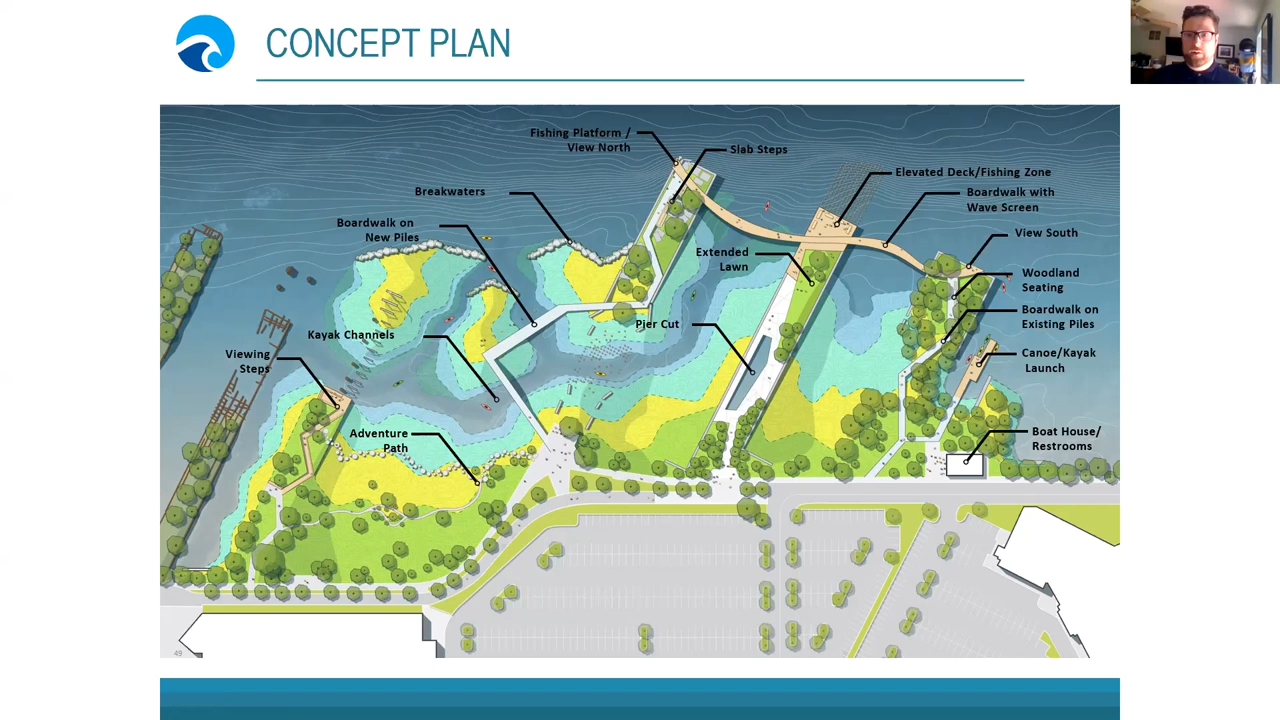 CONCEPT PLAN
Fishing Platform /
View North
Slab Steps
Elevated Deck/Fishing Zone
Breakwaters
Boardwalk with
Wave Screen
Boardwalk on
New Piles
View South
Extended
Lawn
Woodland
Seating
Boardwalk on
Existing Piles
Pier Cut
Kayak Channels
Viewing
Steps
Canoe/Kayak
Launch
Adventure
Path
Boat House/
Restrooms
49